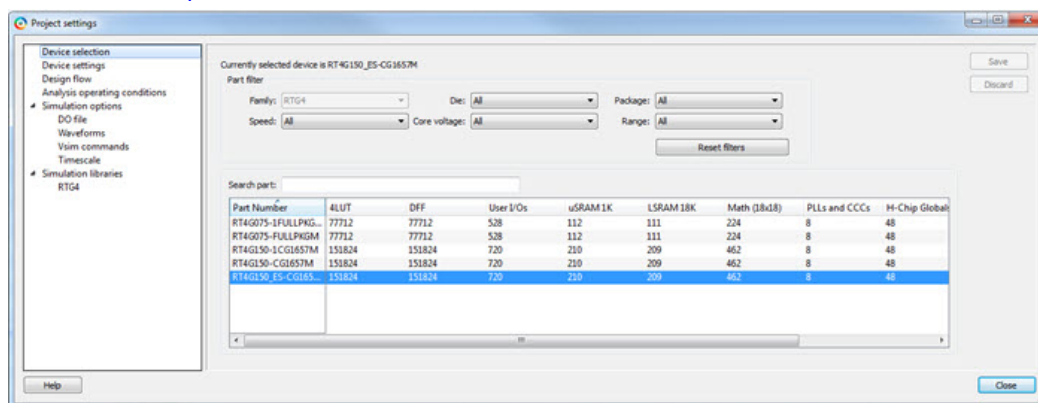 Project settings
Device selection
Device settings
Design flow
Analysis operating conditions
Simulation options
DO file
Waveforms
Vsim commands
Timescale
Simulation libraries
RTG4
Currently selected device is RT4G150_ES-CG1657M
Part filter
Family: RTG4 Die: All Package: All
Speed: All Core voltage: All Range: All
Reset filters
Search part:
Part Number 4LUT DFF User I/Os uSRAM 1K LSRAM 18K Math (18x18) PLLs and CCCs H-Chip Globals
RT4G075-1FULLPKG... 77712 77712 528 112 111 224 8 48
RT4G075-FULLPKGM 77712 77712 528 112 111 224 8 48
RT4G150-1CG1657M 151824 151824 720 210 209 462 8 48
RT4G150-CG1657M 151824 151824 720 210 209 462 8 48
RT4G150_ES-CG165... 151824 151824 720 210 209 462 8 48
Save
Discard
Help
Close